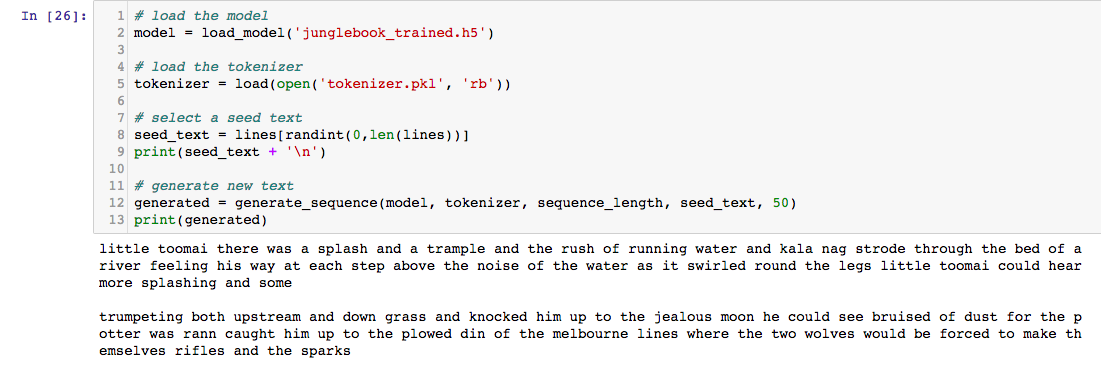 In [26]:
1 # load the model
2 model = load_model('junglebook_trained.h5')
3
4 # load the tokenizer
5 tokenizer = load(open('tokenizer.pkl', 'rb'))
6
7 # select a seed text
8 seed_text = lines[randint(0,len(lines))]
9 print(seed_text + '\n')
10
11 # generate new text
12 generated = generate_sequence(model, tokenizer, sequence_length, seed_text, 50)
13 print(generated)
little toomai there was a splash and a trample and the rush of running water and kala nag strode through the bed of a
river feeling his way at each step above the noise of the water as it swirled round the legs little toomai could hear
more splashing and some
trumpeting both upstream and down grass and knocked him up to the jealous moon he could see bruised of dust for the p
otter was rann caught him up to the plowed din of the melbourne lines where the two wolves would be forced to make th
emselves rifles and the sparks